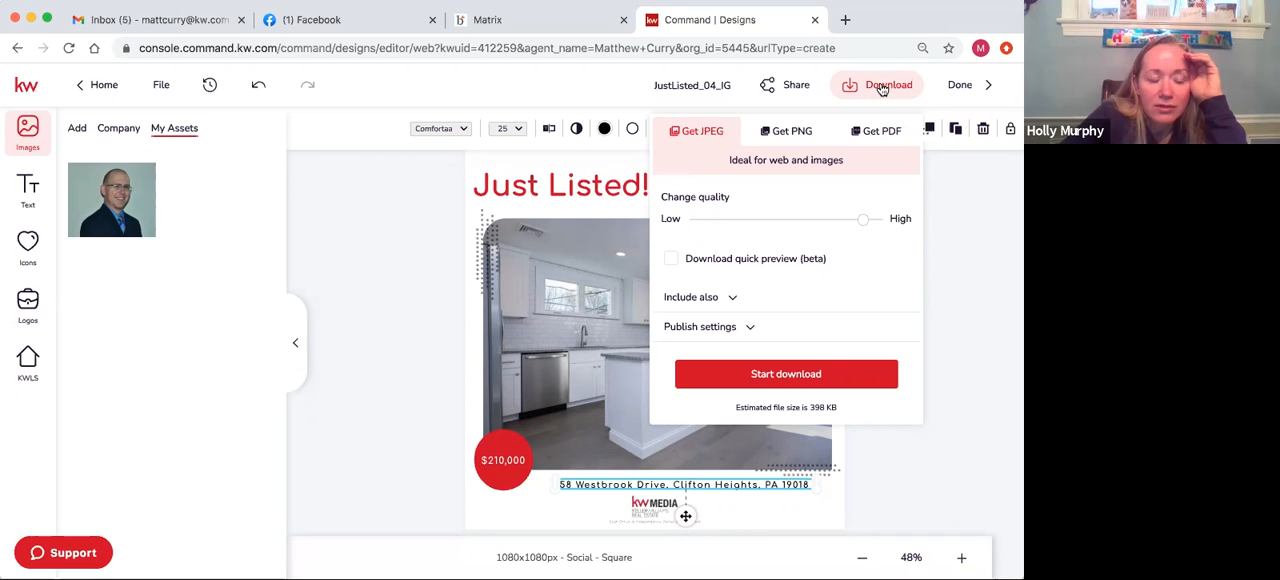 Inbox (5) - mattcurry@kw.com
(1) Facebook
Matrix
Command | Designs
console.command.kw.com/command/designs/editor/web?kwuid=412259&agent_name=Matthew+Curry&org_id=5445&urlType=create
M
kw
Home
File
JustListed_04_IG
Share
Download
Done
Images
Text
Icons
Logos
KWLS
Add
Company
My Assets
Comfortaa
25
Get JPEG
Get PNG
Get PDF
Ideal for web and images
Change quality
Low
High
Download quick preview (beta)
Include also
Publish settings
Start download
Estimated file size is 398 KB
Just Listed!
$210,000
58 Westbrook Drive, Clifton Heights, PA 19018
kw MEDIA
KELLERWILLIAMS
REAL ESTATE
Support
1080x1080px - Social - Square
48%
Holly Murphy